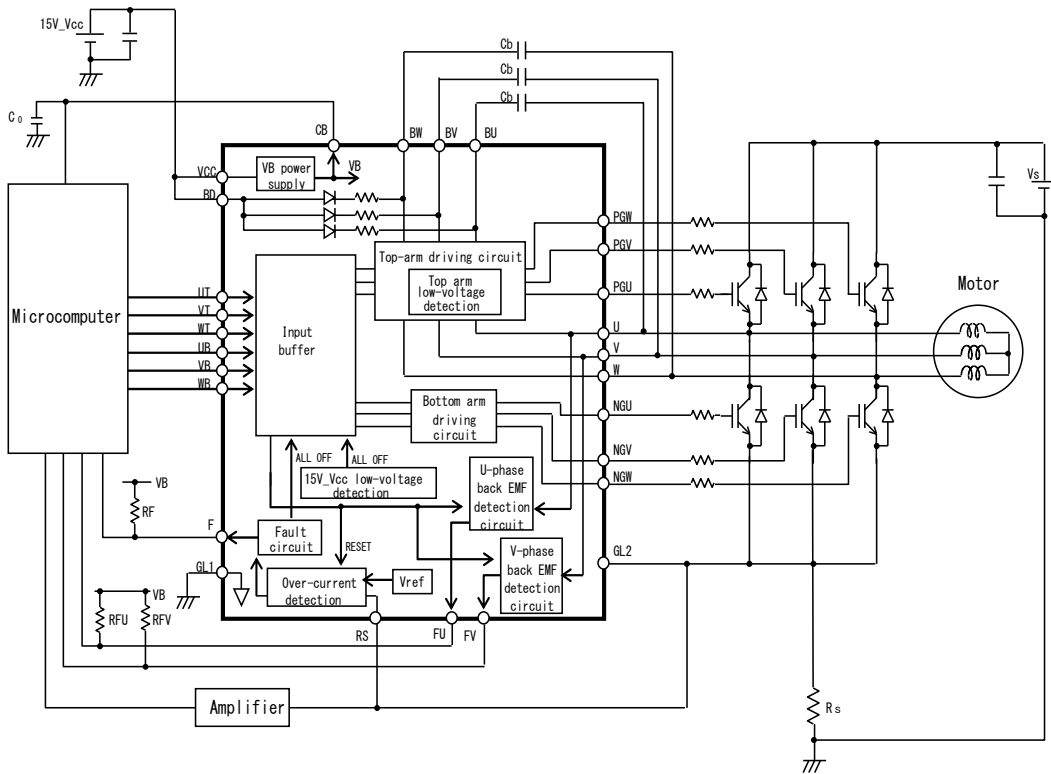 15V_Vcc
Cb
Cb
Cb
C₀
CB
BW
BV
BU
VCC
VB power
supply
VB
BD
Vs
PGW
Top-arm driving circuit
PGV
Top arm
low-voltage
detection
PGU
Motor
Microcomputer
UT
VT
WT
UB
VB
WB
Input
buffer
U
V
W
Bottom arm
driving
circuit
NGU
NGV
NGW
ALL OFF
ALL OFF
15V_Vcc low-voltage
detection
U-phase
back EMF
detection
circuit
VB
RF
F
Fault
circuit
RESET
V-phase
back EMF
detection
circuit
GL2
GL1
Over-current
detection
Vref
VB
RFU
RFV
RS
FU
FV
Amplifier
Rs